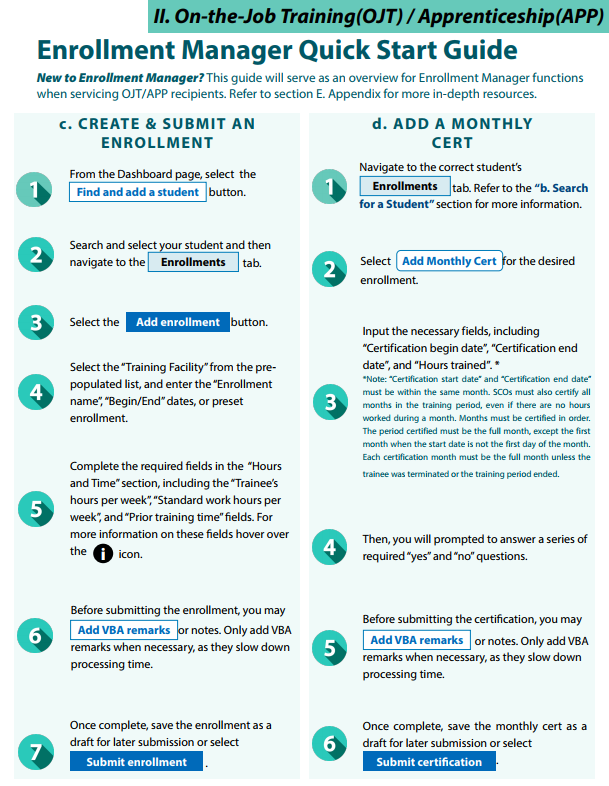 II. On-the-Job Training(OJT) / Apprenticeship(APP)
Enrollment Manager Quick Start Guide
New to Enrollment Manager? This guide will serve as an overview for Enrollment Manager functions
when servicing OJT/APP recipients. Refer to section E. Appendix for more in-depth resources.
c. CREATE & SUBMIT AN
ENROLLMENT
1
From the Dashboard page, select the
Find and add a student button.
2
Search and select your student and then
navigate to the Enrollments tab.
3
Select the Add enrollment button.
4
Select the “Training Facility” from the pre-
populated list, and enter the “Enrollment
name”, “Begin/End” dates, or preset
enrollment.
5
Complete the required fields in the “Hours
and Time” section, including the “Trainee’s
hours per week”, “Standard work hours per
week”, and “Prior training time” fields. For
more information on these fields hover over
the i icon.
6
Before submitting the enrollment, you may
Add VBA remarks or notes. Only add VBA
remarks when necessary, as they slow down
processing time.
7
Once complete, save the enrollment as a
draft for later submission or select
Submit enrollment .
d. ADD A MONTHLY
CERT
1
Navigate to the correct student’s
Enrollments tab. Refer to the “b. Search
for a Student” section for more information.
2
Select Add Monthly Cert for the desired
enrollment.
3
Input the necessary fields, including
“Certification begin date”, “Certification end
date”, and “Hours trained”. *
*Note: “Certification start date” and “Certification end date”
must be within the same month. SCOs must also certify all
months in the training period, even if there are no hours
worked during a month. Months must be certified in order.
The period certified must be the full month, except the first
month when the start date is not the first day of the month.
Each certification month must be the full month unless the
trainee was terminated or the training period ended.
4
Then, you will prompted to answer a series of
required “yes” and “no” questions.
5
Before submitting the certification, you may
Add VBA remarks or notes. Only add VBA
remarks when necessary, as they slow down
processing time.
6
Once complete, save the monthly cert as a
draft for later submission or select
Submit certification .